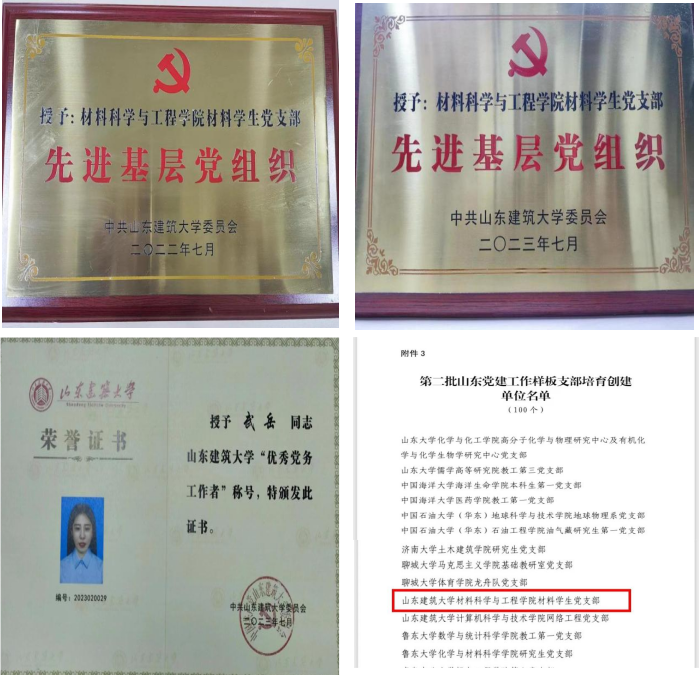 授予：材料科学与工程学院材料学生党支部
先进基层党组织
中共山东建筑大学委员会
二〇二二年七月
授予：材料科学与工程学院材料学生党支部
先进基层党组织
中共山东建筑大学委员会
二〇二三年七月
山东建筑大学
荣誉证书
编号：2023020029
授予 武岳 同志
山东建筑大学“优秀党务
工作者”称号，特颁发此
证书。
中共山东建筑大学委员会
二〇二三年七月
附件 3
第二批山东党建工作样板支部培育创建
单位名单
（100 个）
山东大学化学与化工学院高分子化学与物理研究中心及有机化
学与化学生物学研究中心党支部
山东大学儒学高等研究院教工第三党支部
中国海洋大学海洋生命学院本科生第一党支部
中国海洋大学医药学院教工第一党支部
中国石油大学（华东）地球科学与技术学院地球物理系党支部
中国石油大学（华东）石油工程学院油气藏研究生第一党支部
济南大学土木建筑学院研究生党支部
聊城大学马克思主义学院基础教研室党支部
聊城大学体育学院龙舟队党支部
山东建筑大学材料科学与工程学院材料学生党支部
山东建筑大学计算机科学与技术学院网络工程党支部
鲁东大学数学与统计科学学院教工第一党支部
鲁东大学化学与材料科学学院研究生党支部